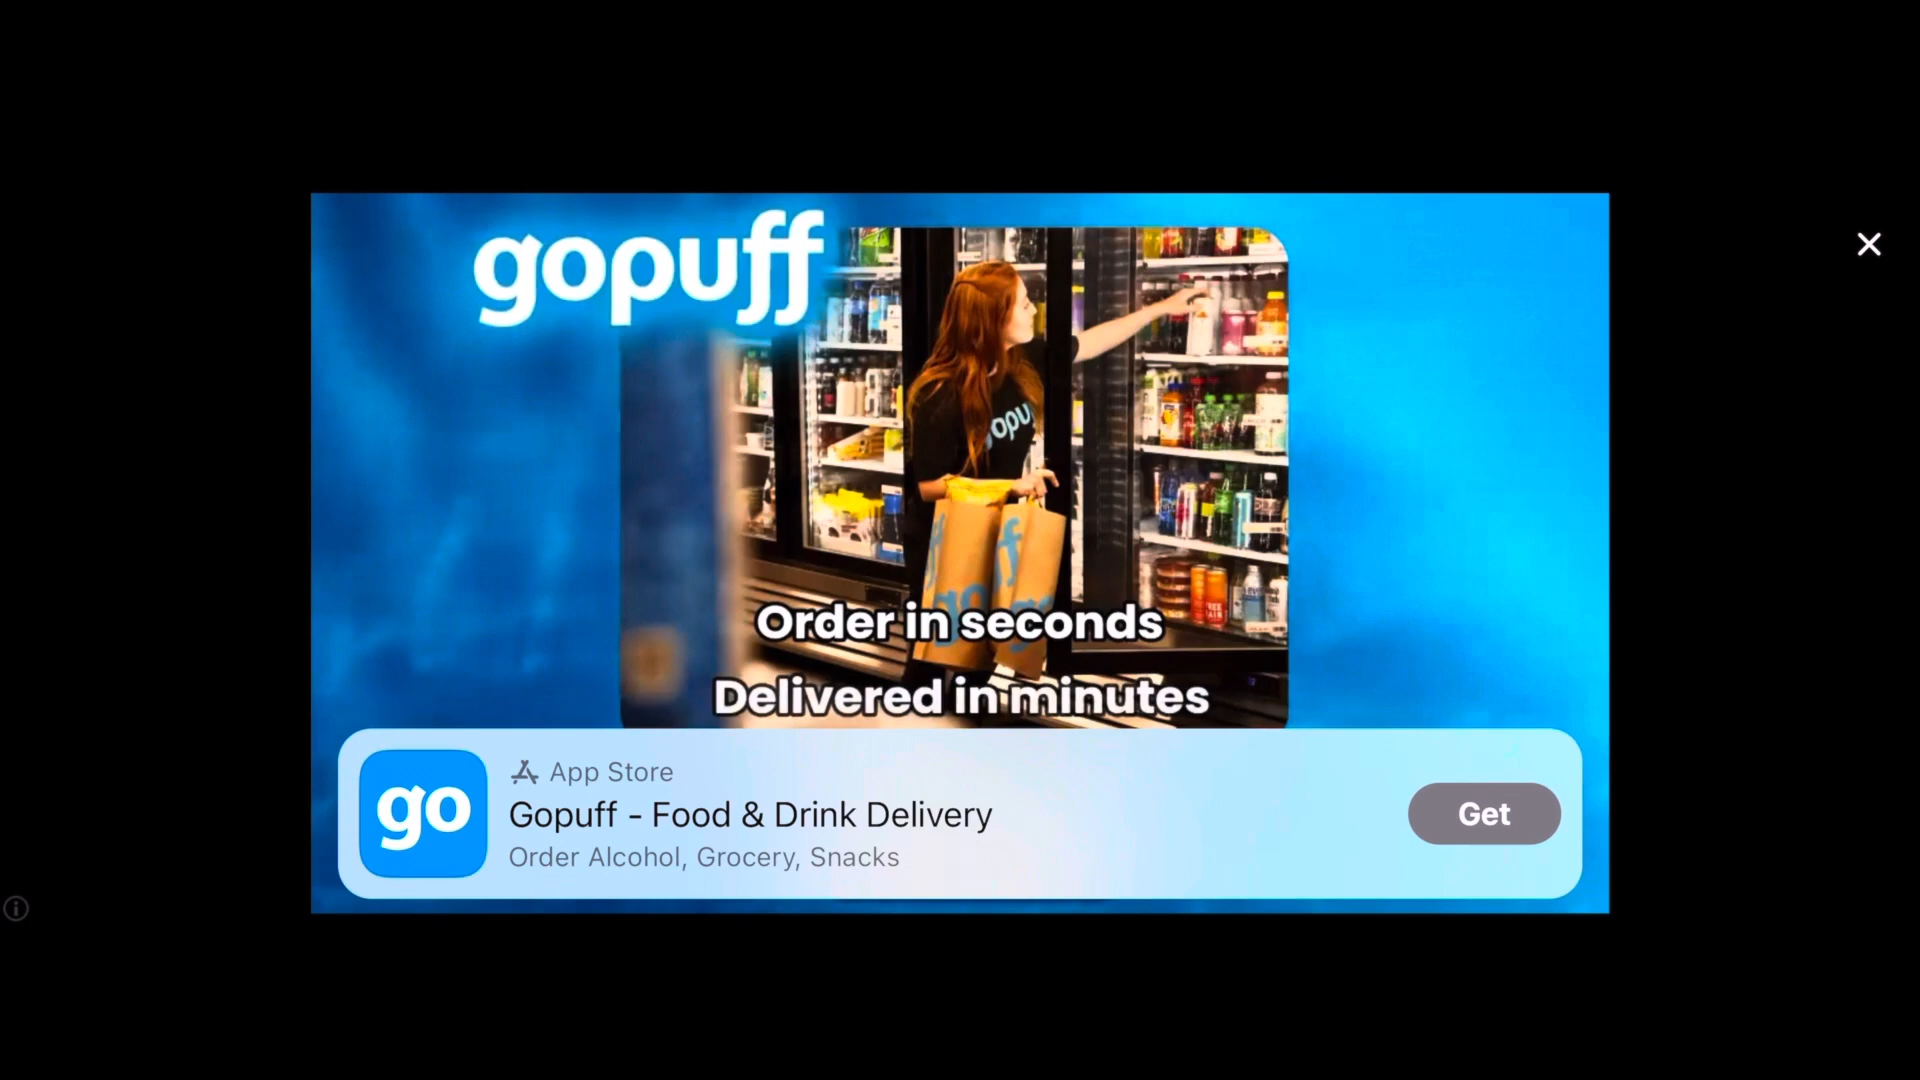 gopuff
gopu
Order in seconds
Delivered in minutes
go
App Store
Gopuff - Food & Drink Delivery
Order Alcohol, Grocery, Snacks
Get